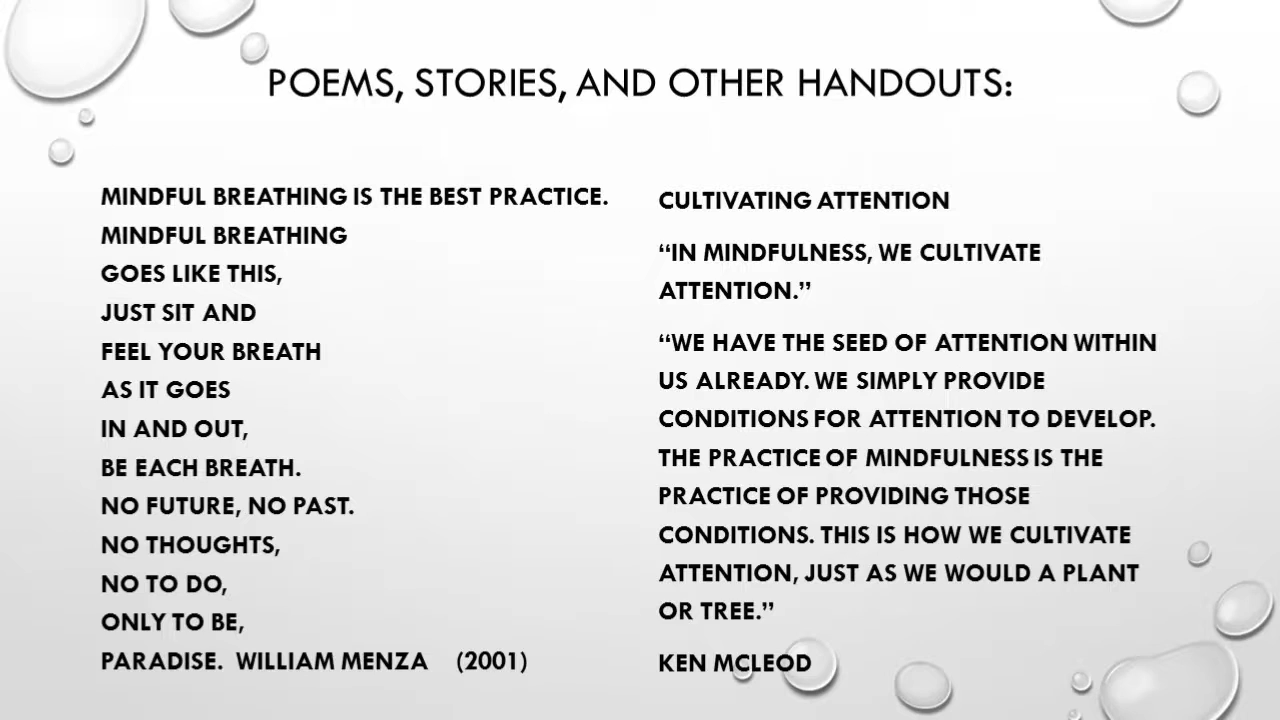 POEMS, STORIES, AND OTHER HANDOUTS:
MINDFUL BREATHING IS THE BEST PRACTICE.
MINDFUL BREATHING
GOES LIKE THIS,
JUST SIT AND
FEEL YOUR BREATH
AS IT GOES
IN AND OUT,
BE EACH BREATH.
NO FUTURE, NO PAST.
NO THOUGHTS,
NO TO DO,
ONLY TO BE,
PARADISE. WILLIAM MENZA (2001)
CULTIVATING ATTENTION
“IN MINDFULNESS, WE CULTIVATE
ATTENTION.”
“WE HAVE THE SEED OF ATTENTION WITHIN
US ALREADY. WE SIMPLY PROVIDE
CONDITIONS FOR ATTENTION TO DEVELOP.
THE PRACTICE OF MINDFULNESS IS THE
PRACTICE OF PROVIDING THOSE
CONDITIONS. THIS IS HOW WE CULTIVATE
ATTENTION, JUST AS WE WOULD A PLANT
OR TREE.”
KEN MCLEOD